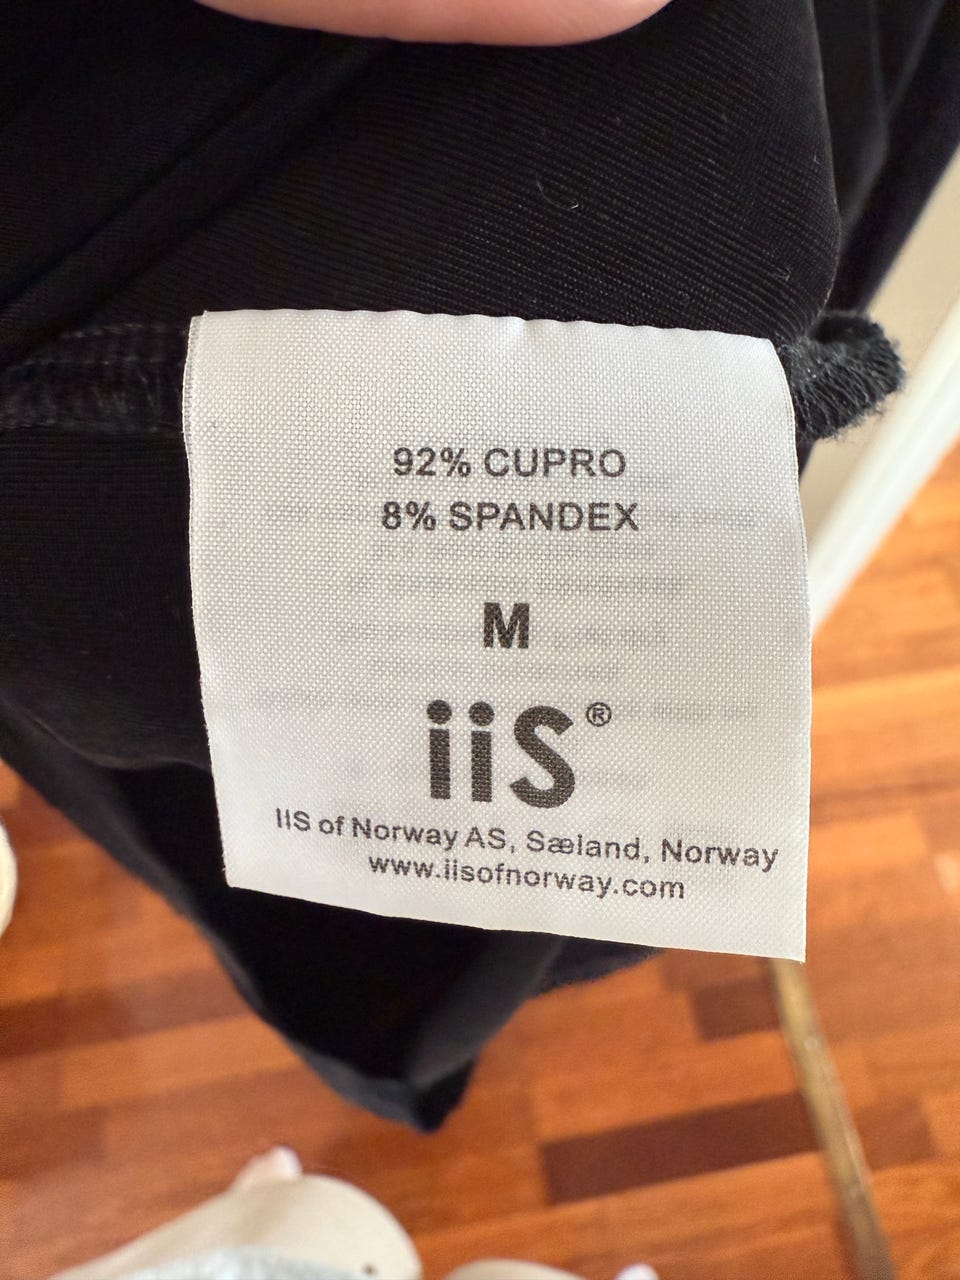 92% CUPRO
8% SPANDEX
M
iiS®
IIS of Norway AS, Sæland, Norway
www.iisofnorway.com